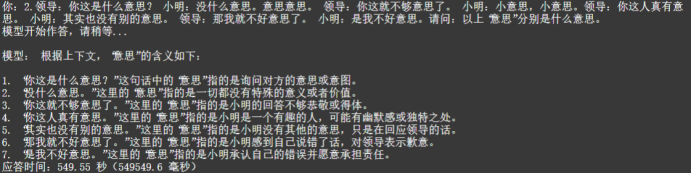 你: 2.领导: 你这是什么意思? 小明: 没什么意思。意思意思。 领导: 你这就不够意思了。 小明: 小意思，小意思。领导: 你这人真有意
思。 小明: 其实也没有别的意思。 领导: 那我就不好意思了。 小明: 是我不好意思。请问: 以上“意思”分别是什么意思。
模型开始作答，请稍等...
模型: 根据上下文，“意思”的含义如下:
1. “你这是什么意思？”这句话中的“意思”指的是询问对方的意思或意图。
2. “没什么意思。”这里的“意思”指的是一切都没有特殊的意义或者价值。
3. “你这就不够意思了。”这里的“意思”指的是小明的回答不够恭敬或得体。
4. “你这人真有意思。”这里的“意思”指的是小明是一个有趣的人，可能有幽默感或独特之处。
5. “其实也没有别的意思。”这里的“意思”指的是小明没有其他的意思，只是在回应领导的话。
6. “那我就不好意思了。”这里的“意思”指的是小明感到自己说错了话，对领导表示歉意。
7. “是我不好意思。”这里的“意思”指的是小明承认自己的错误并愿意承担责任。
应答时间: 549.55 秒 (549549.6 毫秒)